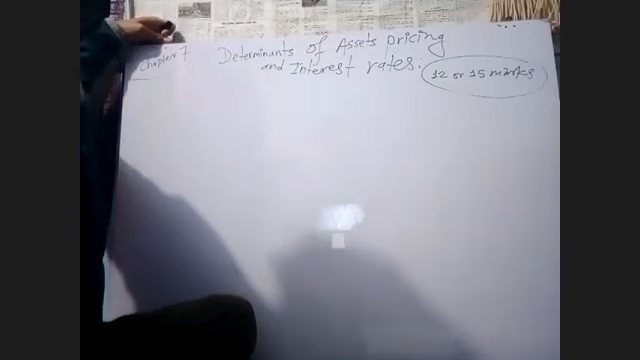 Chapter 7
Determinants of Assets pricing
and Interest rates:
12 or 15 marks